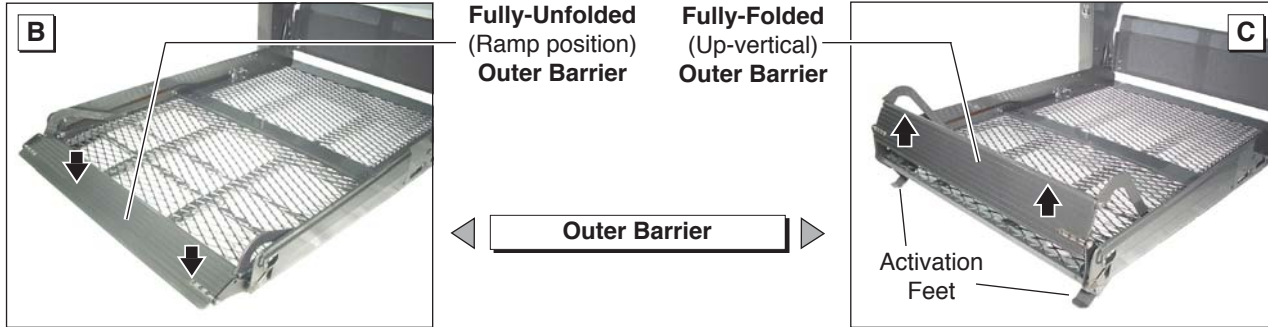 B
Fully-Unfolded
(Ramp position)
Outer Barrier
Fully-Folded
(Up-vertical)
Outer Barrier
C
Outer Barrier
Activation
Feet